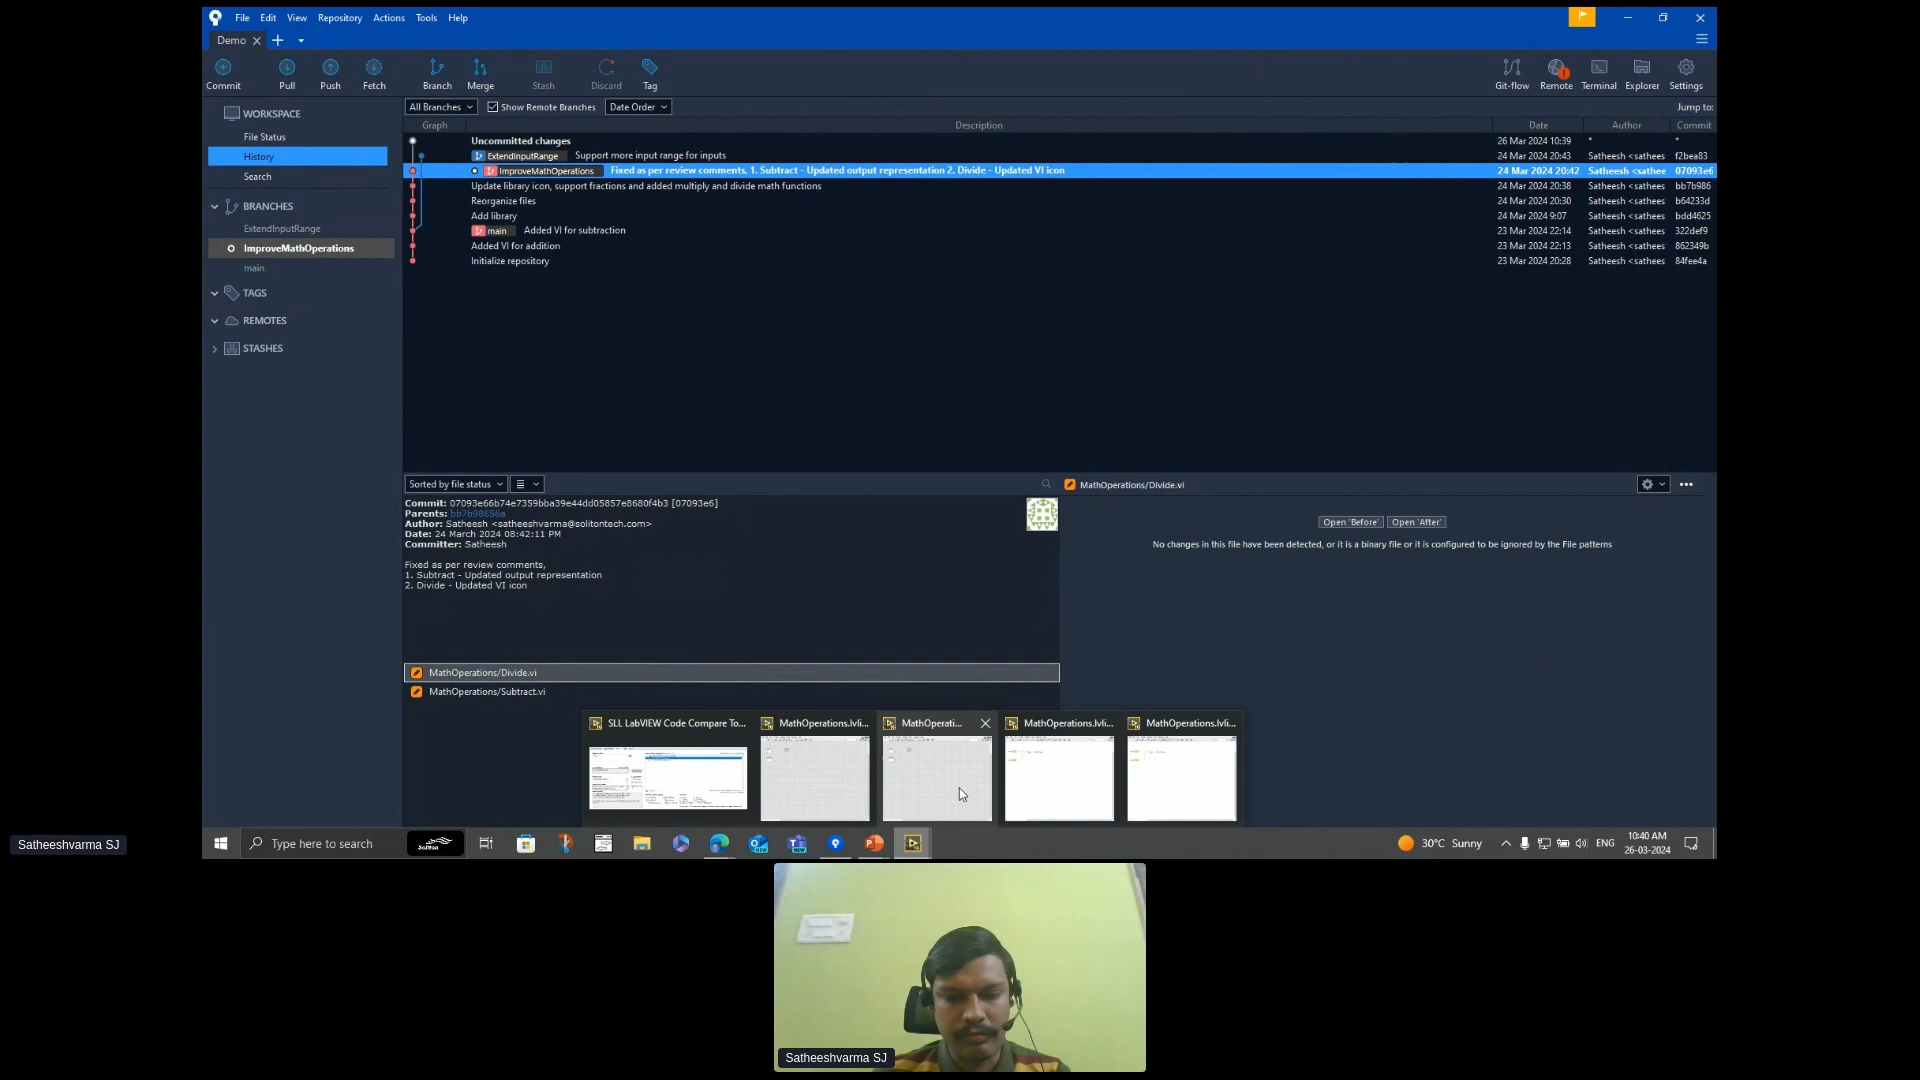 File Edit View Repository Actions Tools Help
Demo
Commit Pull Push Fetch Branch Merge Stash Discard Tag Git-flow Remote Terminal Explorer Settings
WORKSPACE
File Status
History
Search
BRANCHES
ExtendInputRange
ImproveMathOperations
main
TAGS
REMOTES
STASHES
All Branches Show Remote Branches Date Order Jump to:
Graph Description Date Author Commit
Uncommitted changes 26 Mar 2024 10:39 * *
ExtendInputRange Support more input range for inputs 24 Mar 2024 20:43 Satheesh <sathees f2bea83
ImproveMathOperations Fixed as per review comments, 1. Subtract - Updated output representation 2. Divide - Updated VI icon 24 Mar 2024 20:42 Satheesh <sathee 07093e6
Update library icon, support fractions and added multiply and divide math functions 24 Mar 2024 20:38 Satheesh <sathees bb7b986
Reorganize files 24 Mar 2024 20:30 Satheesh <sathees b64233d
Add library 24 Mar 2024 9:07 Satheesh <sathees bdd4625
main Added VI for subtraction 23 Mar 2024 22:14 Satheesh <sathees 322def9
Added VI for addition 23 Mar 2024 22:13 Satheesh <sathees 862349b
Initialize repository 23 Mar 2024 20:28 Satheesh <sathees 84fee4a
Sorted by file status
Commit: 07093e66b74e7359bba39e44dd05857e8680f4b3 [07093e6]
Parents: bb7b98656a
Author: Satheesh <satheeshvarma@solitontech.com>
Date: 24 March 2024 08:42:11 PM
Committer: Satheesh
Fixed as per review comments,
1. Subtract - Updated output representation
2. Divide - Updated VI icon
MathOperations/Divide.vi
MathOperations/Subtract.vi
MathOperations/Divide.vi
Open 'Before' Open 'After'
No changes in this file have been detected, or it is a binary file or it is configured to be ignored by the File patterns
SLL LabVIEW Code Compare To... MathOperations.lvli... MathOperati... MathOperations.lvli... MathOperations.lvli...
Type here to search
30°C Sunny ENG
10:40 AM
26-03-2024
Satheeshvarma SJ
Satheeshvarma SJ